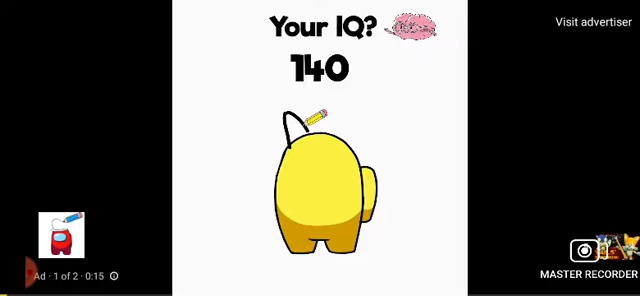 Your IQ?
Visit advertiser
140
Ad · 1 of 2 · 0:15
MASTER RECORDER